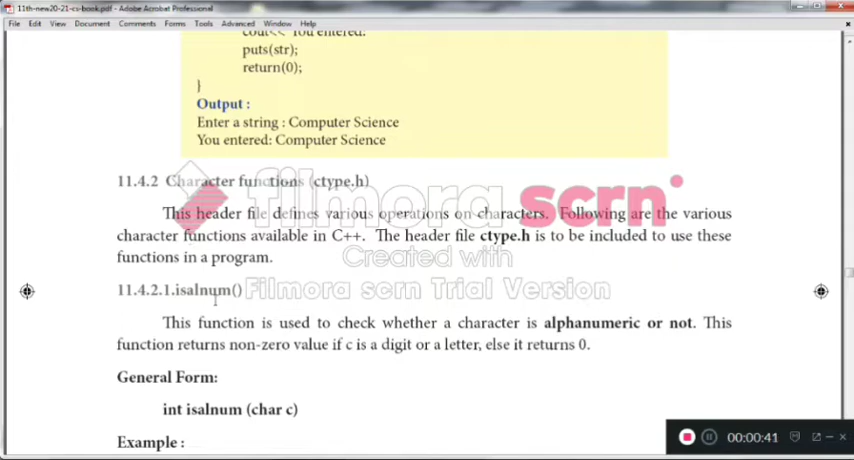 11th-new20-21-cs-book.pdf - Adobe Acrobat Professional
File Edit View Document Comments Forms Tools Advanced Window Help
cout<< "You entered:
puts(str);
return(0);
}
Output :
Enter a string : Computer Science
You entered: Computer Science
11.4.2 Character functions (ctype.h)
filmora scrn
This header file defines various operations on characters. Following are the various
character functions available in C++. The header file ctype.h is to be included to use these
functions in a program.
Created with
11.4.2.1.isalnum()
Filmora scrn Trial Version
This function is used to check whether a character is alphanumeric or not. This
function returns non-zero value if c is a digit or a letter, else it returns 0.
General Form:
int isalnum (char c)
00:00:41
Example :